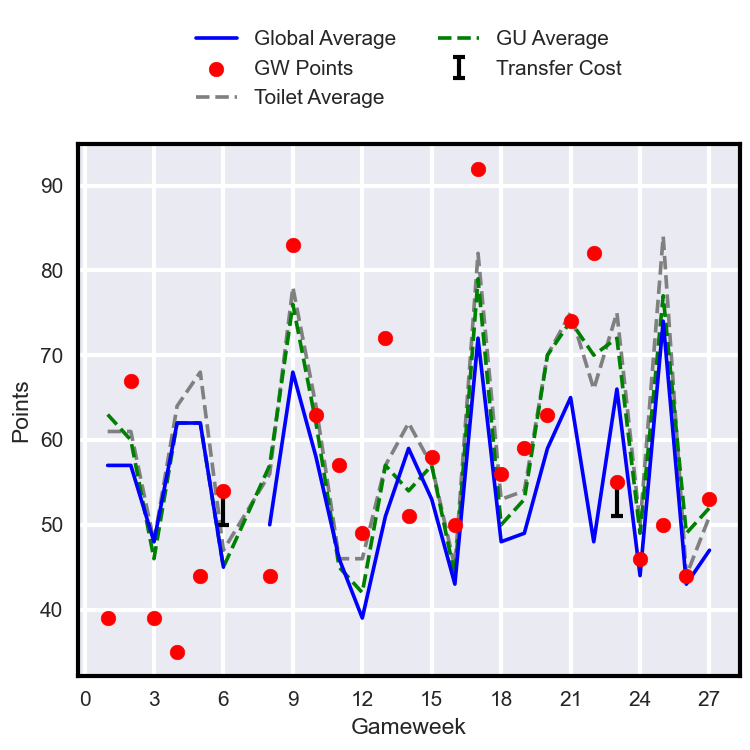 Global Average
GW Points
Toilet Average
GU Average
Transfer Cost
Points
90
80
70
60
50
40
0 3 6 9 12 15 18 21 24 27
Gameweek